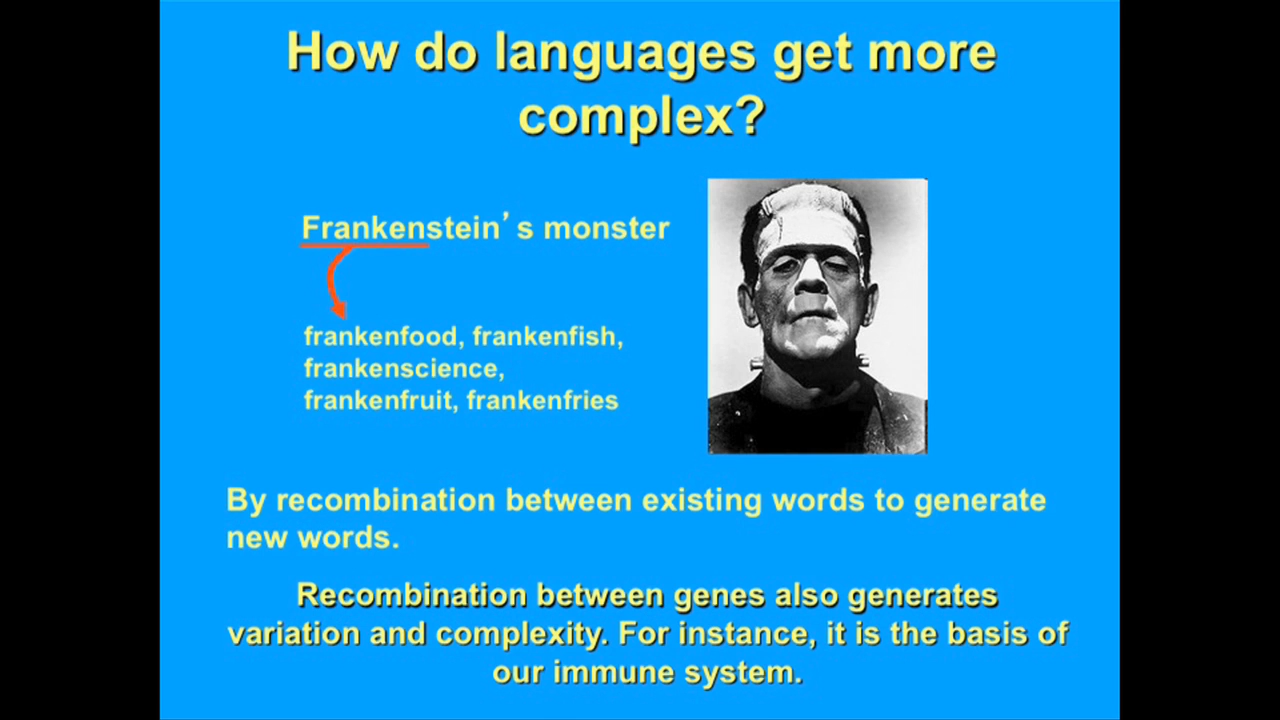 How do languages get more
complex?
Frankenstein’s monster
frankenfood, frankenfish,
frankenscience,
frankenfruit, frankenfries
By recombination between existing words to generate
new words.
Recombination between genes also generates
variation and complexity. For instance, it is the basis of
our immune system.